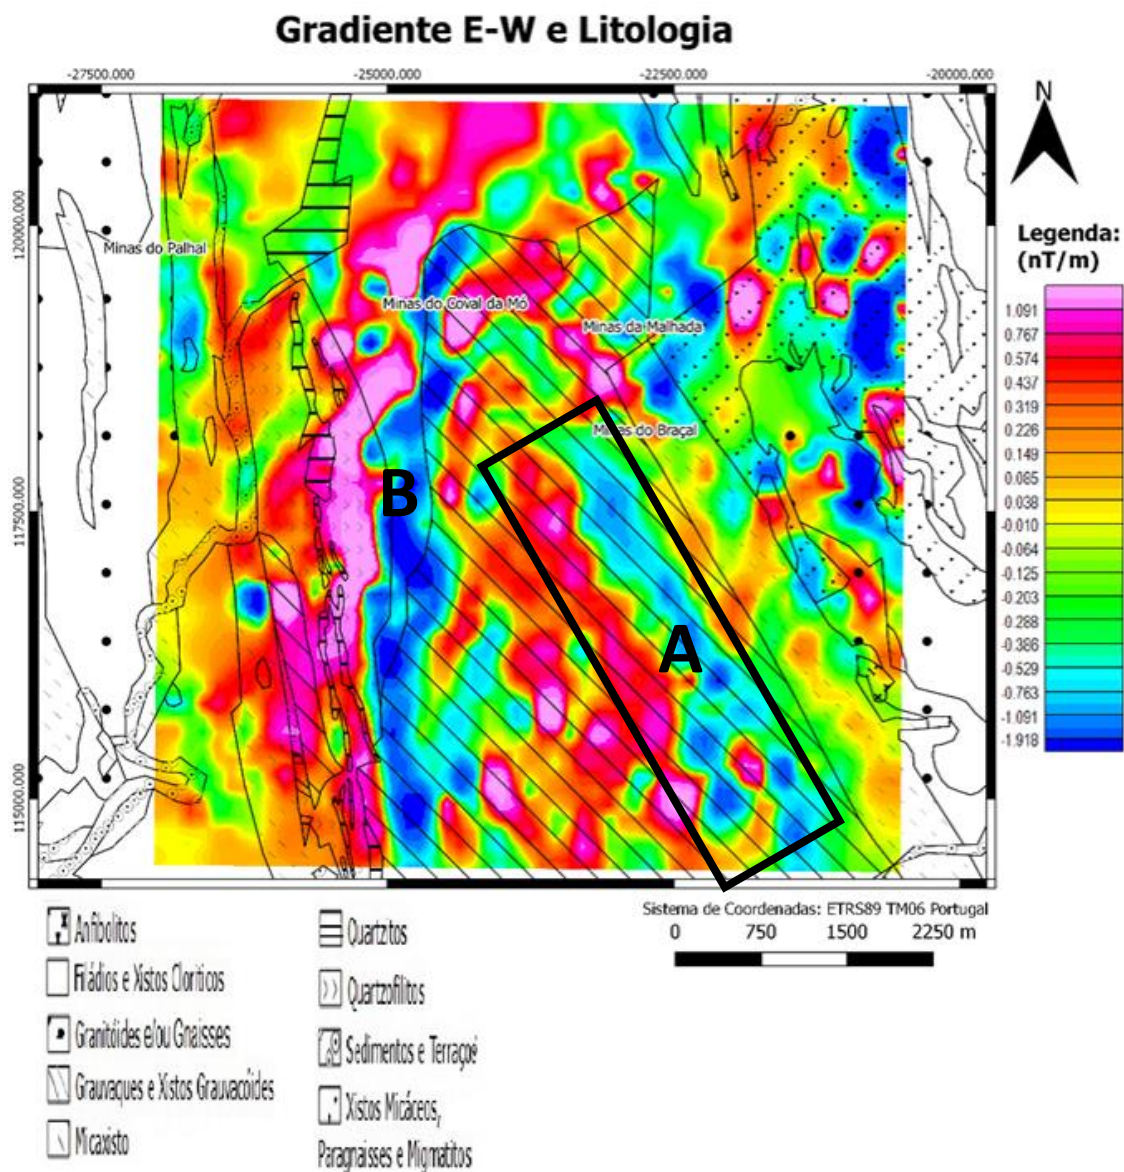 Gradiente E-W e Litologia
-27500.000
-25000.000
-22500.000
-20000.000
N
120000.000
117500.000
115000.000
Minas do Palhal
Minas do Coval da Mó
Minas da Malhada
Minas do Braçal
B
A
Legenda:
(nT/m)
1.091
0.767
0.574
0.437
0.319
0.226
0.149
0.085
0.038
-0.010
-0.064
-0.125
-0.203
-0.288
-0.386
-0.529
-0.763
-1.091
-1.918
Sistema de Coordenadas: ETRS89 TM06 Portugal
0 750 1500 2250 m
Anfibolitos
Filádios e Xistos Cloríticos
Granitóides e/ou Gnaisses
Grauvaques e Xistos Grauvacóides
Micaxisto
Quartzitos
Quartzofilitos
Sedimentos e Terraços
Xistos Micáceos,
Paragnaisses e Migmatitos